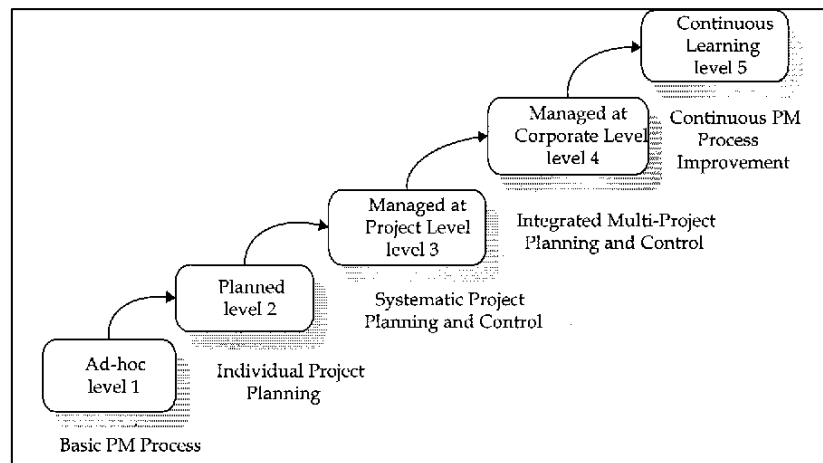 Continuous
Learning
level 5
Managed at
Corporate Level
level 4
Continuous PM
Process
Improvement
Managed at
Project Level
level 3
Integrated Multi-Project
Planning and Control
Planned
level 2
Systematic Project
Planning and Control
Ad-hoc
level 1
Individual Project
Planning
Basic PM Process